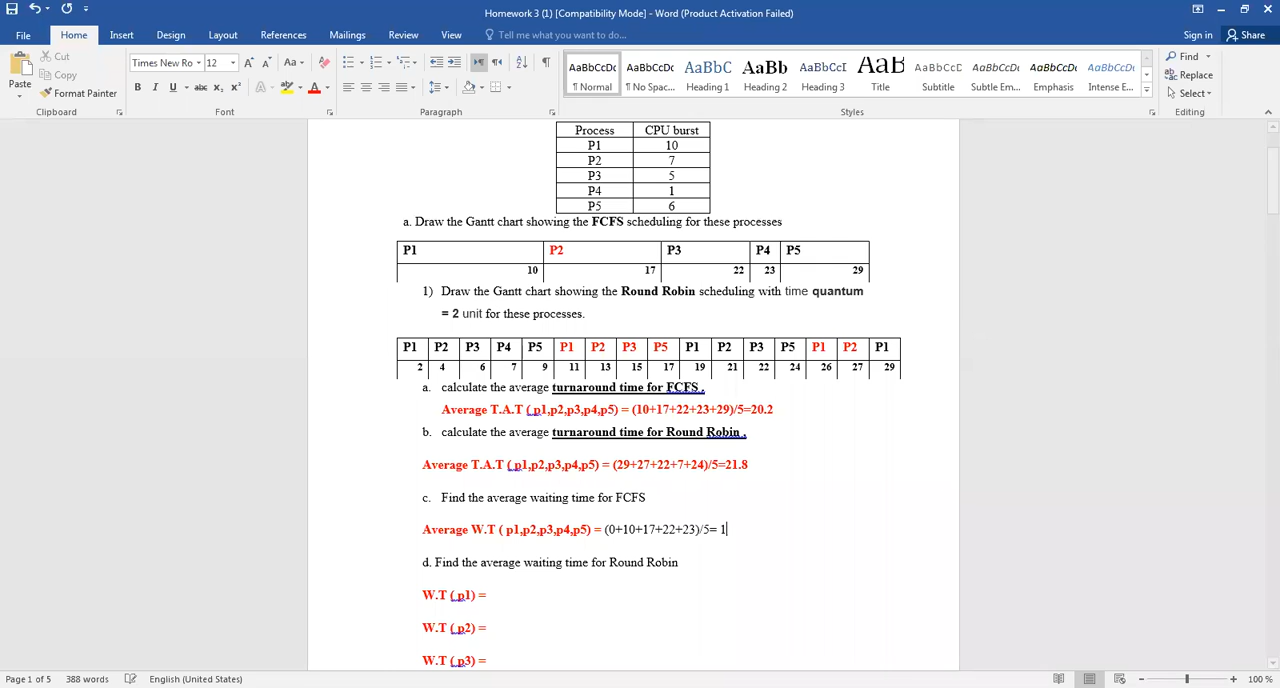 Homework 3 (1) [Compatibility Mode] - Word (Product Activation Failed)
File Home Insert Design Layout References Mailings Review View Tell me what you want to do... Sign in Share
Paste Cut Copy Format Painter
Times New Ro 12
B I U abc
AaBbCcDc AaBbCcDc AaBbC AaBb AaBbCcI AaB AaBbCcD AaBbCcDc AaBbCcDc AaBbCcDc
¶ Normal ¶ No Spac... Heading 1 Heading 2 Heading 3 Title Subtitle Subtle Em... Emphasis Intense E...
Find Replace Select
Clipboard Font Paragraph Styles Editing
Process CPU burst
P1 10
P2 7
P3 5
P4 1
P5 6
a. Draw the Gantt chart showing the FCFS scheduling for these processes
P1 P2 P3 P4 P5
10 17 22 23 29
1) Draw the Gantt chart showing the Round Robin scheduling with time quantum
= 2 unit for these processes.
P1 P2 P3 P4 P5 P1 P2 P3 P5 P1 P2 P3 P5 P1 P2 P1
2 4 6 7 9 11 13 15 17 19 21 22 24 26 27 29
a. calculate the average turnaround time for FCFS .
Average T.A.T ( p1,p2,p3,p4,p5) = (10+17+22+23+29)/5=20.2
b. calculate the average turnaround time for Round Robin .
Average T.A.T ( p1,p2,p3,p4,p5) = (29+27+22+7+24)/5=21.8
c. Find the average waiting time for FCFS
Average W.T ( p1,p2,p3,p4,p5) = (0+10+17+22+23)/5= 1
d. Find the average waiting time for Round Robin
W.T ( p1) =
W.T ( p2) =
W.T ( p3) =
Page 1 of 5 388 words English (United States) 100 %